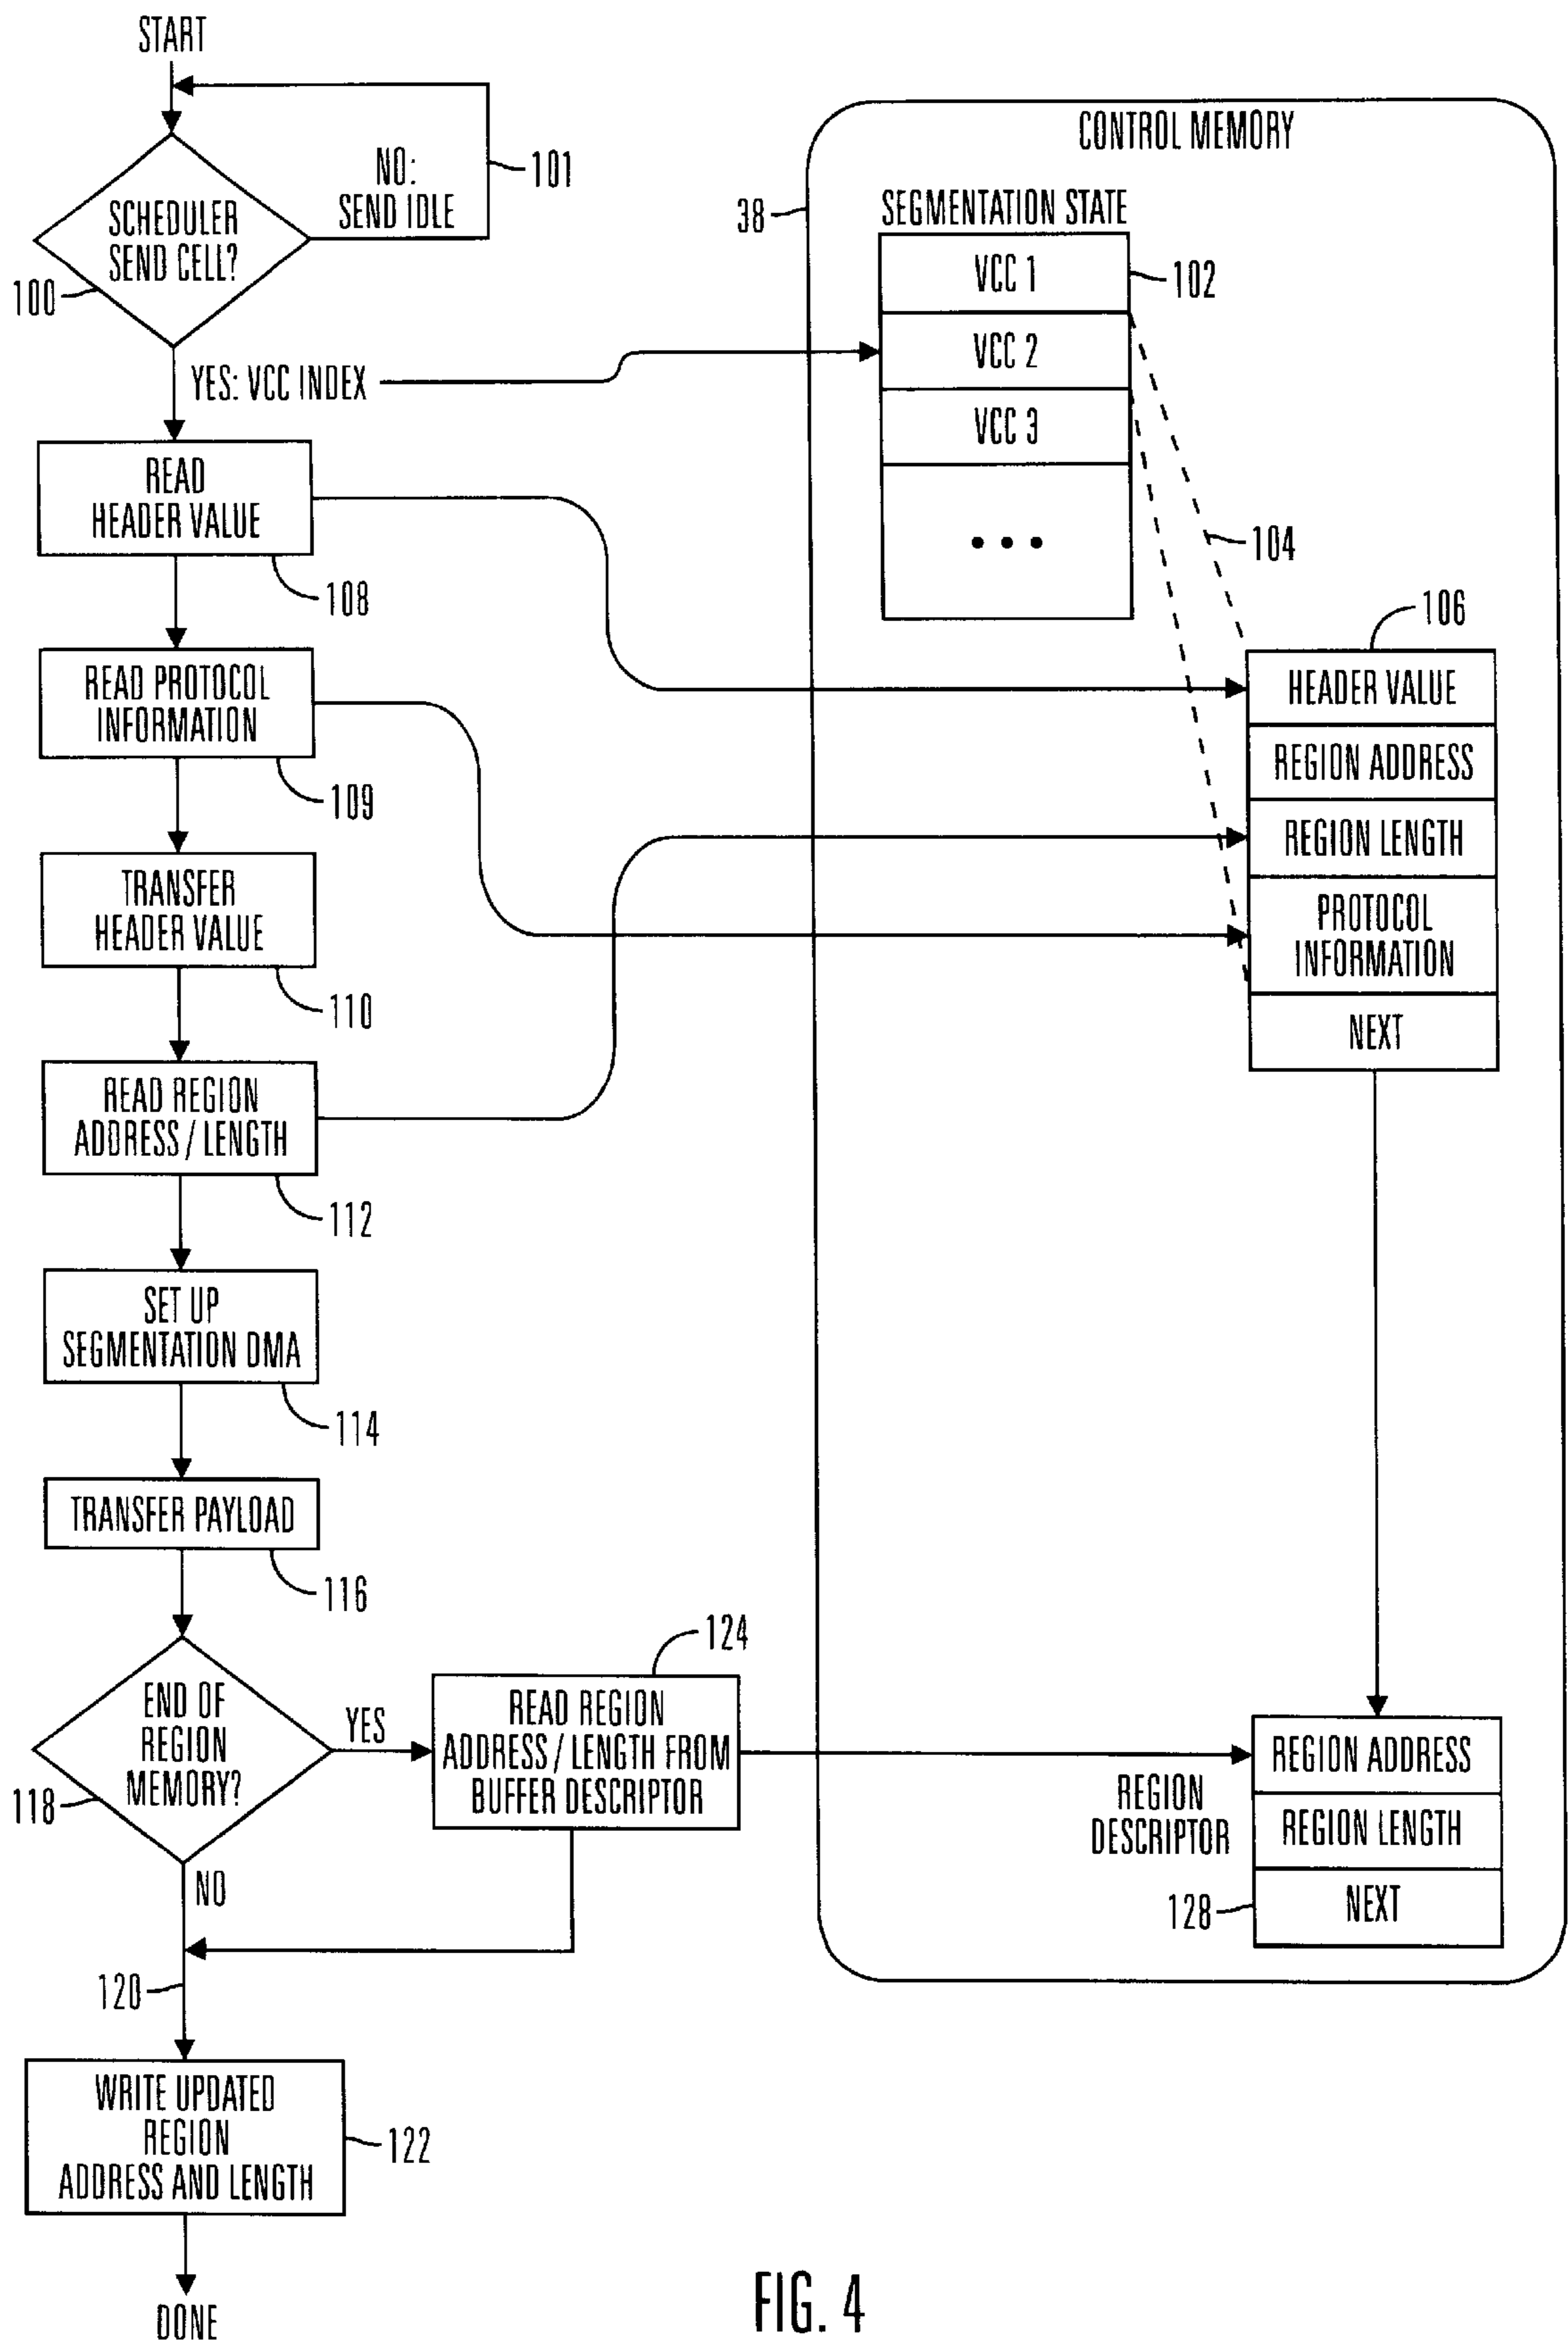 START
NO:
SEND IDLE
101
SCHEDULER
SEND CELL?
100
YES: VCC INDEX
READ
HEADER VALUE
108
READ PROTOCOL
INFORMATION
109
TRANSFER
HEADER VALUE
110
READ REGION
ADDRESS / LENGTH
112
SET UP
SEGMENTATION DMA
114
TRANSFER PAYLOAD
116
END OF
REGION
MEMORY?
118
YES
NO
124
READ REGION
ADDRESS / LENGTH FROM
BUFFER DESCRIPTOR
120
WRITE UPDATED
REGION
ADDRESS AND LENGTH
122
DONE
CONTROL MEMORY
38
SEGMENTATION STATE
VCC 1
102
VCC 2
VCC 3
• • •
104
106
HEADER VALUE
REGION ADDRESS
REGION LENGTH
PROTOCOL
INFORMATION
NEXT
REGION
DESCRIPTOR
REGION ADDRESS
REGION LENGTH
NEXT
128
FIG. 4